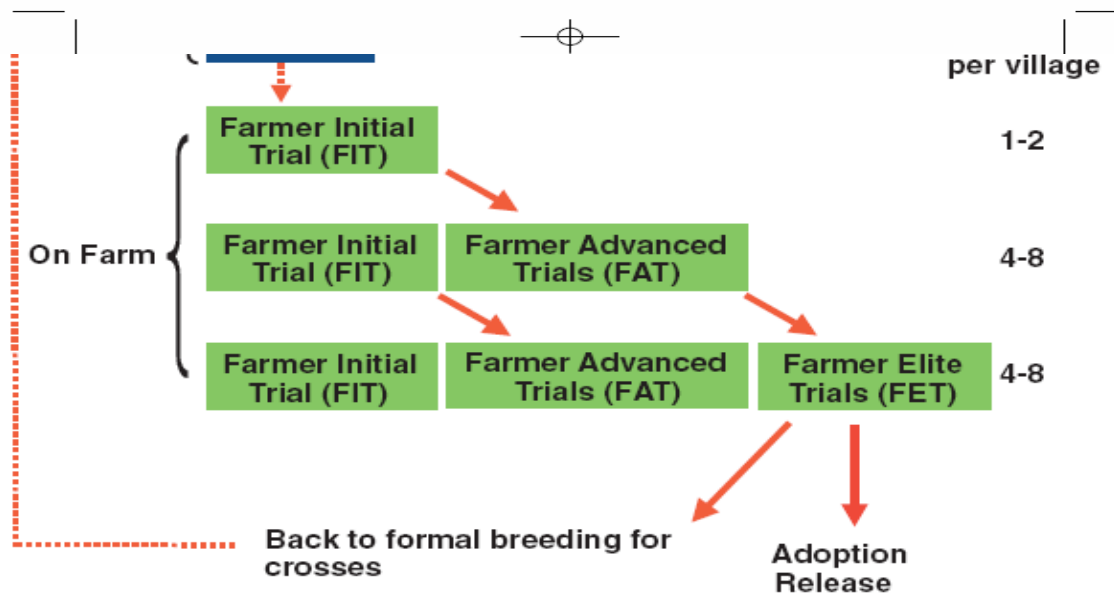 per village
Farmer Initial
Trial (FIT)
1-2
On Farm
Farmer Initial
Trial (FIT)
Farmer Advanced
Trials (FAT)
4-8
Farmer Initial
Trial (FIT)
Farmer Advanced
Trials (FAT)
Farmer Elite
Trials (FET)
4-8
Back to formal breeding for
crosses
Adoption
Release